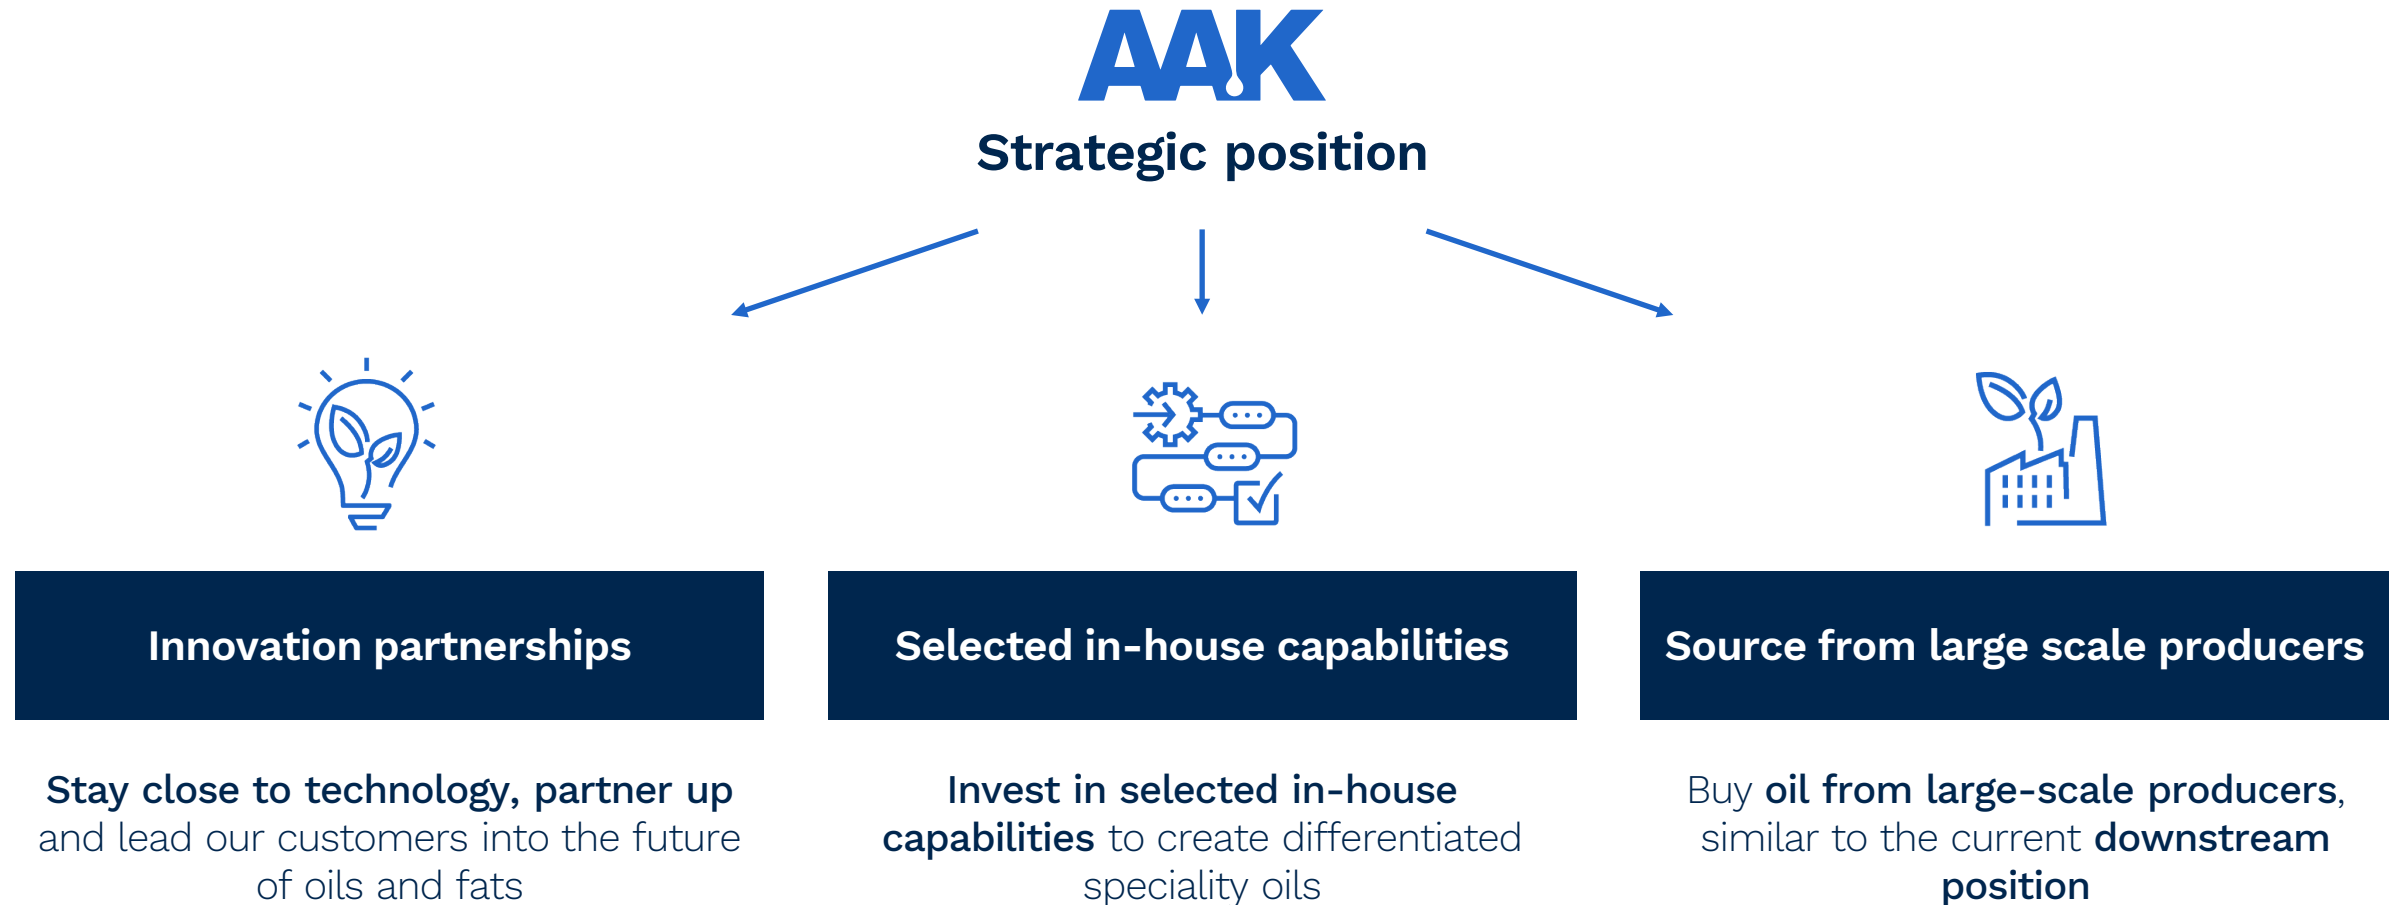 AAK
Strategic position
Innovation partnerships
Selected in-house capabilities
Source from large scale producers
Stay close to technology, partner up
and lead our customers into the future
of oils and fats
Invest in selected in-house
capabilities to create differentiated
speciality oils
Buy oil from large-scale producers,
similar to the current downstream
position